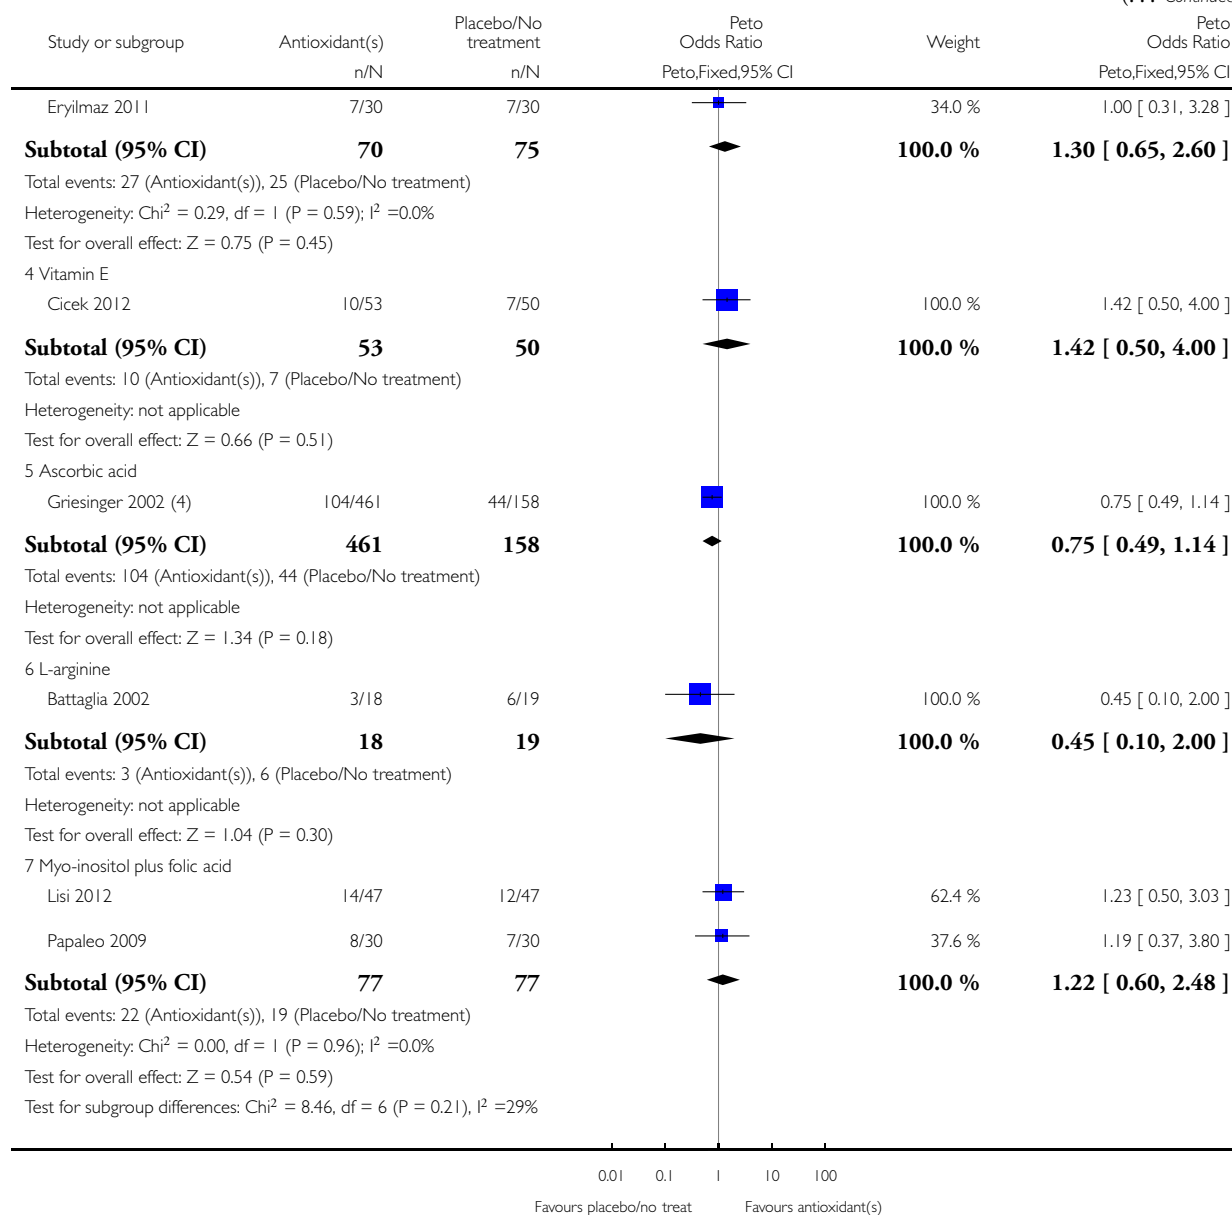 (. . . Continued
Study or subgroup Antioxidant(s) Placebo/No treatment Peto Odds Ratio Weight Peto Odds Ratio
n/N n/N Peto,Fixed,95% CI Peto,Fixed,95% CI
Eryilmaz 2011 7/30 7/30 34.0 % 1.00 [ 0.31, 3.28 ]
Subtotal (95% CI) 70 75 100.0 % 1.30 [ 0.65, 2.60 ]
Total events: 27 (Antioxidant(s)), 25 (Placebo/No treatment)
Heterogeneity: Chi² = 0.29, df = 1 (P = 0.59); I² =0.0%
Test for overall effect: Z = 0.75 (P = 0.45)
4 Vitamin E
Cicek 2012 10/53 7/50 100.0 % 1.42 [ 0.50, 4.00 ]
Subtotal (95% CI) 53 50 100.0 % 1.42 [ 0.50, 4.00 ]
Total events: 10 (Antioxidant(s)), 7 (Placebo/No treatment)
Heterogeneity: not applicable
Test for overall effect: Z = 0.66 (P = 0.51)
5 Ascorbic acid
Griesinger 2002 (4) 104/461 44/158 100.0 % 0.75 [ 0.49, 1.14 ]
Subtotal (95% CI) 461 158 100.0 % 0.75 [ 0.49, 1.14 ]
Total events: 104 (Antioxidant(s)), 44 (Placebo/No treatment)
Heterogeneity: not applicable
Test for overall effect: Z = 1.34 (P = 0.18)
6 L-arginine
Battaglia 2002 3/18 6/19 100.0 % 0.45 [ 0.10, 2.00 ]
Subtotal (95% CI) 18 19 100.0 % 0.45 [ 0.10, 2.00 ]
Total events: 3 (Antioxidant(s)), 6 (Placebo/No treatment)
Heterogeneity: not applicable
Test for overall effect: Z = 1.04 (P = 0.30)
7 Myo-inositol plus folic acid
Lisi 2012 14/47 12/47 62.4 % 1.23 [ 0.50, 3.03 ]
Papaleo 2009 8/30 7/30 37.6 % 1.19 [ 0.37, 3.80 ]
Subtotal (95% CI) 77 77 100.0 % 1.22 [ 0.60, 2.48 ]
Total events: 22 (Antioxidant(s)), 19 (Placebo/No treatment)
Heterogeneity: Chi² = 0.00, df = 1 (P = 0.96); I² =0.0%
Test for overall effect: Z = 0.54 (P = 0.59)
Test for subgroup differences: Chi² = 8.46, df = 6 (P = 0.21), I² =29%
0.01 0.1 1 10 100
Favours placebo/no treat Favours antioxidant(s)